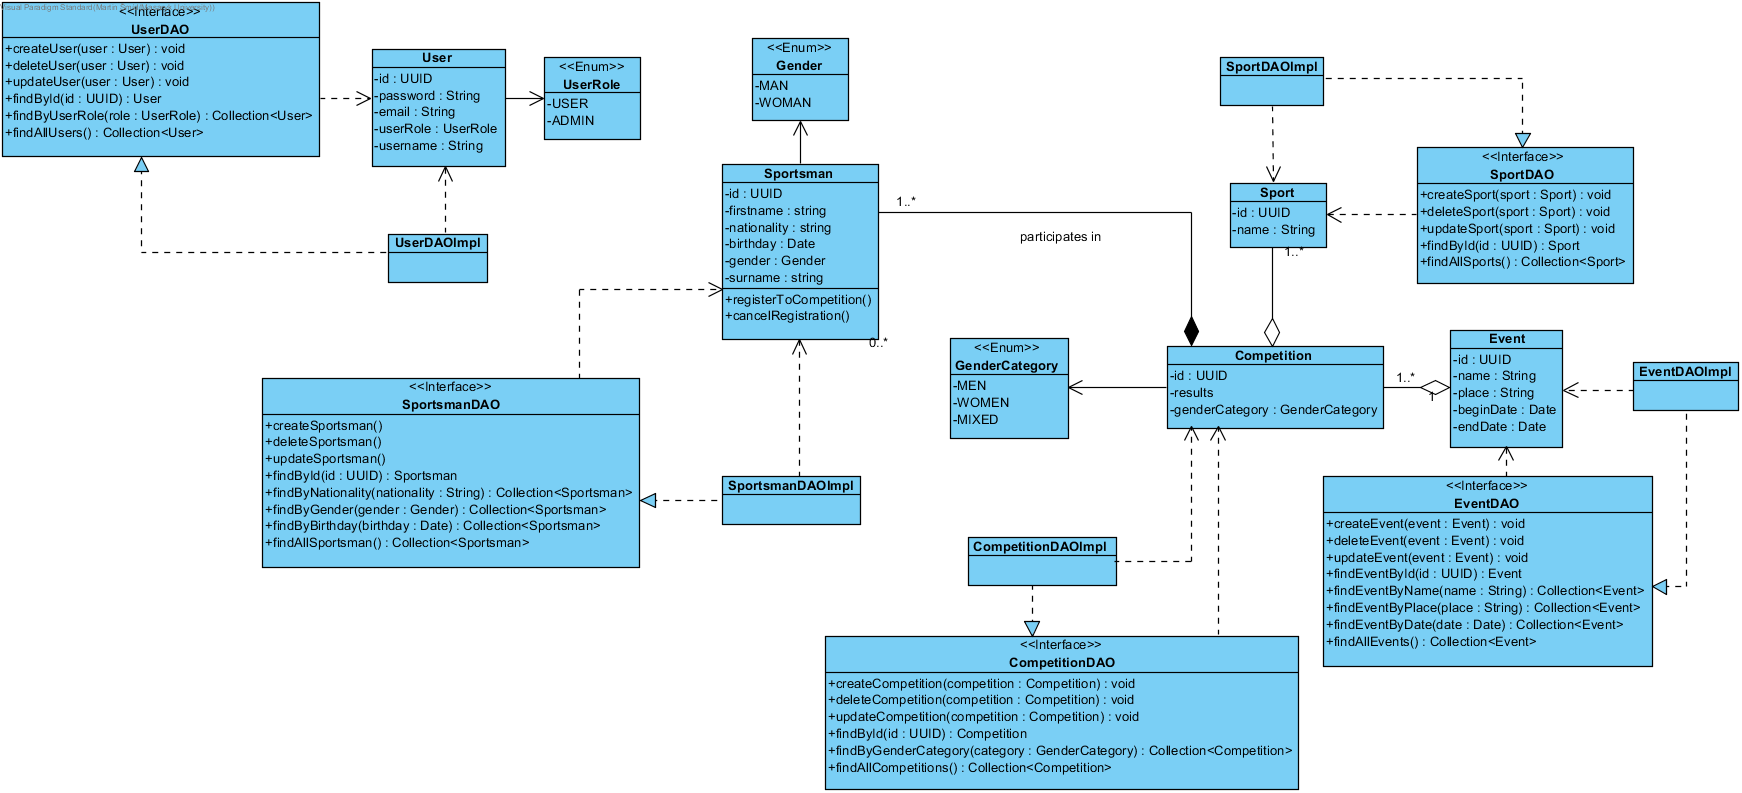 Visual Paradigm Standard(Martin Šmíd(Masaryk University))
<<Interface>>
UserDAO
+createUser(user : User) : void
+deleteUser(user : User) : void
+updateUser(user : User) : void
+findById(id : UUID) : User
+findByUserRole(role : UserRole) : Collection<User>
+findAllUsers() : Collection<User>
User
-id : UUID
-password : String
-email : String
-userRole : UserRole
-username : String
<<Enum>>
UserRole
-USER
-ADMIN
UserDAOImpl
<<Enum>>
Gender
-MAN
-WOMAN
Sportsman
-id : UUID
-firstname : string
-nationality : string
-birthday : Date
-gender : Gender
-surname : string
+registerToCompetition()
+cancelRegistration()
1..*
participates in
0..*
SportDAOImpl
<<Interface>>
SportDAO
+createSport(sport : Sport) : void
+deleteSport(sport : Sport) : void
+updateSport(sport : Sport) : void
+findById(id : UUID) : Sport
+findAllSports() : Collection<Sport>
Sport
-id : UUID
-name : String
1..*
<<Enum>>
GenderCategory
-MEN
-WOMEN
-MIXED
Competition
-id : UUID
-results
-genderCategory : GenderCategory
1..*
1
Event
-id : UUID
-name : String
-place : String
-beginDate : Date
-endDate : Date
EventDAOImpl
<<Interface>>
SportsmanDAO
+createSportsman()
+deleteSportsman()
+updateSportsman()
+findById(id : UUID) : Sportsman
+findByNationality(nationality : String) : Collection<Sportsman>
+findByGender(gender : Gender) : Collection<Sportsman>
+findByBirthday(birthday : Date) : Collection<Sportsman>
+findAllSportsman() : Collection<Sportsman>
SportsmanDAOImpl
CompetitionDAOImpl
<<Interface>>
EventDAO
+createEvent(event : Event) : void
+deleteEvent(event : Event) : void
+updateEvent(event : Event) : void
+findEventById(id : UUID) : Event
+findEventByName(name : String) : Collection<Event>
+findEventByPlace(place : String) : Collection<Event>
+findEventByDate(date : Date) : Collection<Event>
+findAllEvents() : Collection<Event>
<<Interface>>
CompetitionDAO
+createCompetition(competition : Competition) : void
+deleteCompetition(competition : Competition) : void
+updateCompetition(competition : Competition) : void
+findById(id : UUID) : Competition
+findByGenderCategory(category : GenderCategory) : Collection<Competition>
+findAllCompetitions() : Collection<Competition>